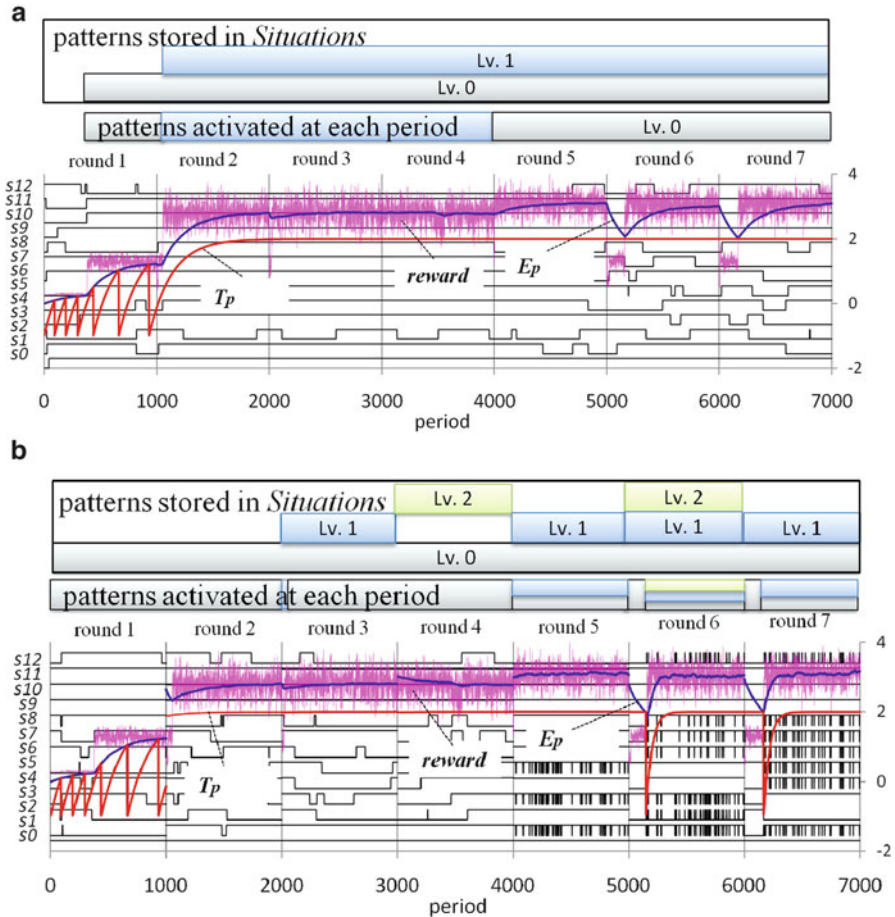 a
patterns stored in Situations
Lv. 1
Lv. 0
patterns activated at each period
Lv. 0
round 1 round 2 round 3 round 4 round 5 round 6 round 7
s12
s11
s10
s9
s8
s7
s6
s5
s4
s3
s2
s1
s0
4
2
0
-2
Tp
reward
Ep
0 1000 2000 3000 4000 5000 6000 7000
period
b
patterns stored in Situations
Lv. 2 Lv. 2
Lv. 1 Lv. 1 Lv. 1 Lv. 1
Lv. 0
patterns activated at each period
round 1 round 2 round 3 round 4 round 5 round 6 round 7
s12
s11
s10
s9
s8
s7
s6
s5
s4
s3
s2
s1
s0
4
2
0
-2
Tp
reward
Ep
0 1000 2000 3000 4000 5000 6000 7000
period